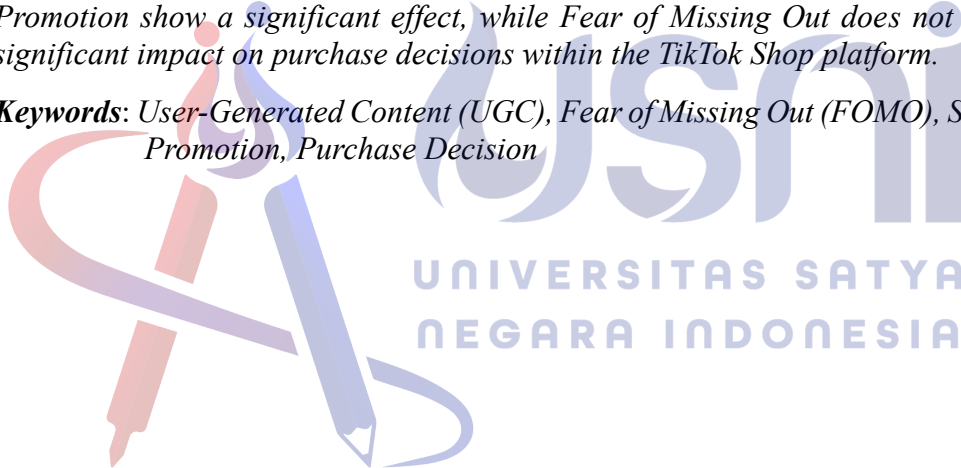 Promotion show a significant effect, while Fear of Missing Out does not
significant impact on purchase decisions within the TikTok Shop platform.
Keywords: User-Generated Content (UGC), Fear of Missing Out (FOMO), S
Promotion, Purchase Decision
USNI
UNIVERSITAS SATYA
NEGARA INDONESIA